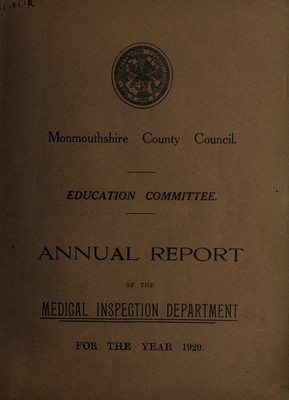 Monmouthshire County Council.
EDUCATION COMMITTEE.
ANNUAL REPORT
OF THE
MEDICAL INSPECTION DEPARTMENT
FOR THE YEAR 1929.